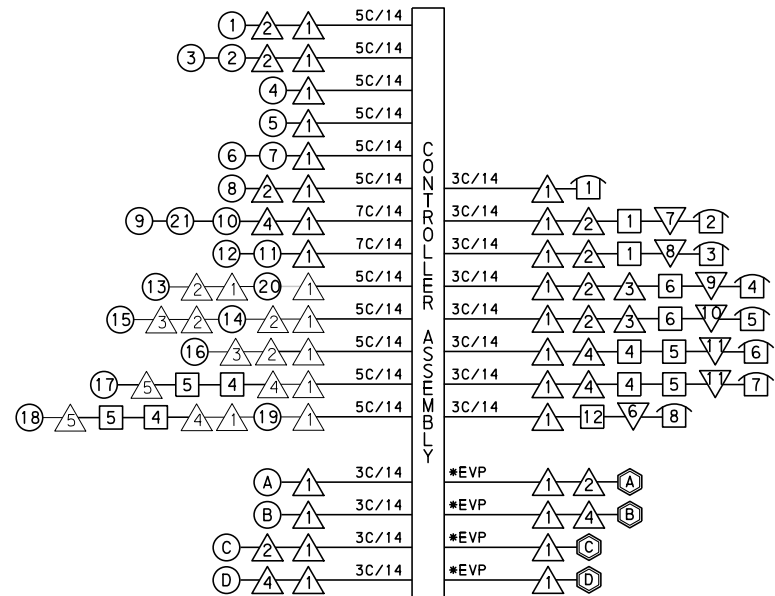 1 2 1 5C/14
3 2 2 1 5C/14
4 1 5C/14
5 1 5C/14
6 7 1 5C/14
8 2 1 5C/14 3C/14 1 1
9 21 10 4 1 7C/14 3C/14 1 2 1 7 2
12 11 1 7C/14 3C/14 1 2 1 8 3
13 2 1 20 1 5C/14 3C/14 1 2 3 6 9 4
15 3 2 14 2 1 5C/14 3C/14 1 2 3 6 10 5
16 3 2 1 5C/14 3C/14 1 4 4 5 11 6
17 5 5 4 4 1 5C/14 3C/14 1 4 4 5 11 7
18 5 5 4 4 1 19 1 5C/14 3C/14 1 12 6 8
CONTROLLER ASSEMBLY
A 1 3C/14 *EVP 1 2 A
B 1 3C/14 *EVP 1 4 B
C 2 1 3C/14 *EVP 1 C
D 4 1 3C/14 *EVP 1 D